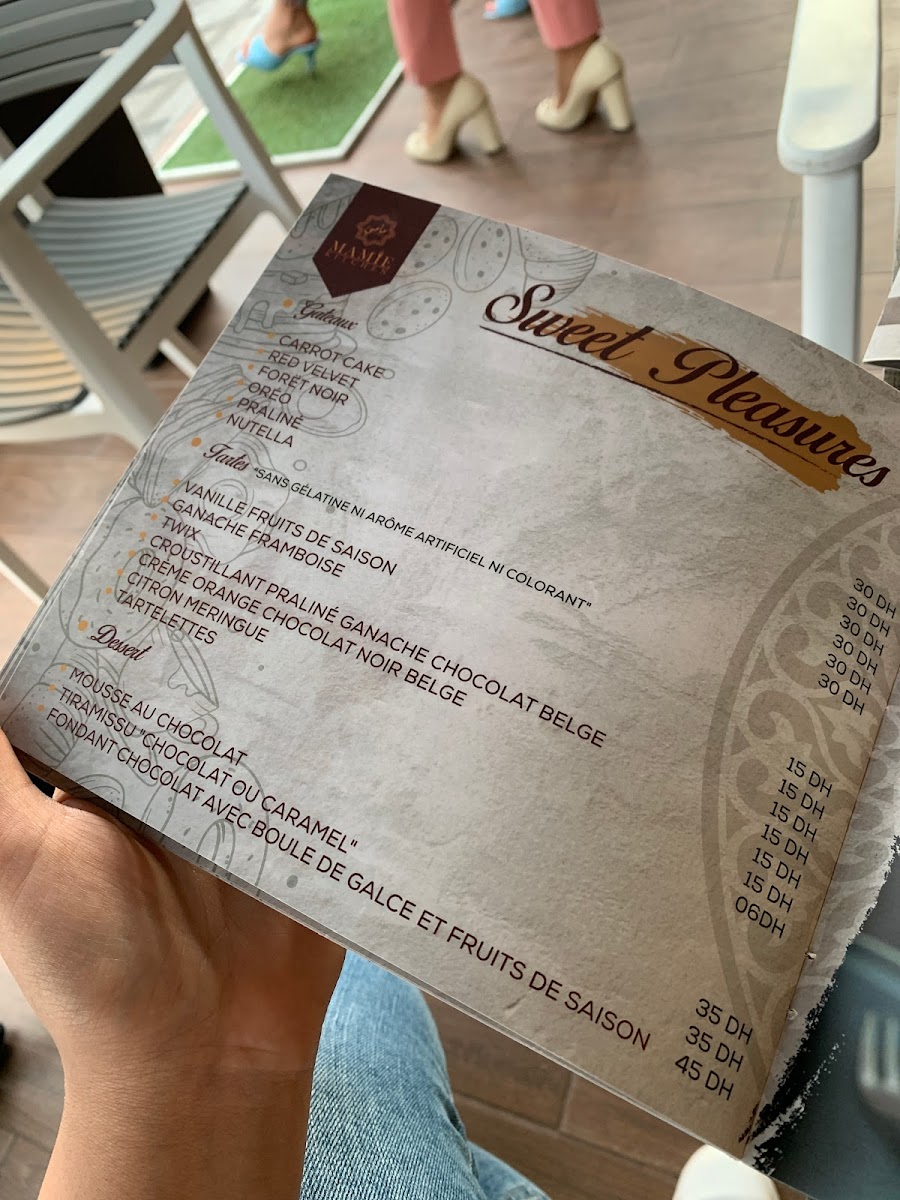 MAMIE
KITCHEN
Sweet Pleasures
Gateaux
CARROT CAKE 30 DH
RED VELVET 30 DH
FORÊT NOIR 30 DH
ORÉO 30 DH
PRALINÉ 30 DH
NUTELLA 30 DH
Tartes "SANS GÉLATINE NI ARÔME ARTIFICIEL NI COLORANT"
VANILLE FRUITS DE SAISON 15 DH
GANACHE FRAMBOISE 15 DH
TWIX 15 DH
CROUSTILLANT PRALINÉ GANACHE CHOCOLAT BELGE 15 DH
CRÈME ORANGE CHOCOLAT NOIR BELGE 15 DH
CITRON MERINGUE 15 DH
TARTELETTES 06DH
Dessert
MOUSSE AU CHOCOLAT 35 DH
TIRAMISSU "CHOCOLAT OU CARAMEL" 35 DH
FONDANT CHOCOLAT AVEC BOULE DE GALCE ET FRUITS DE SAISON 45 DH